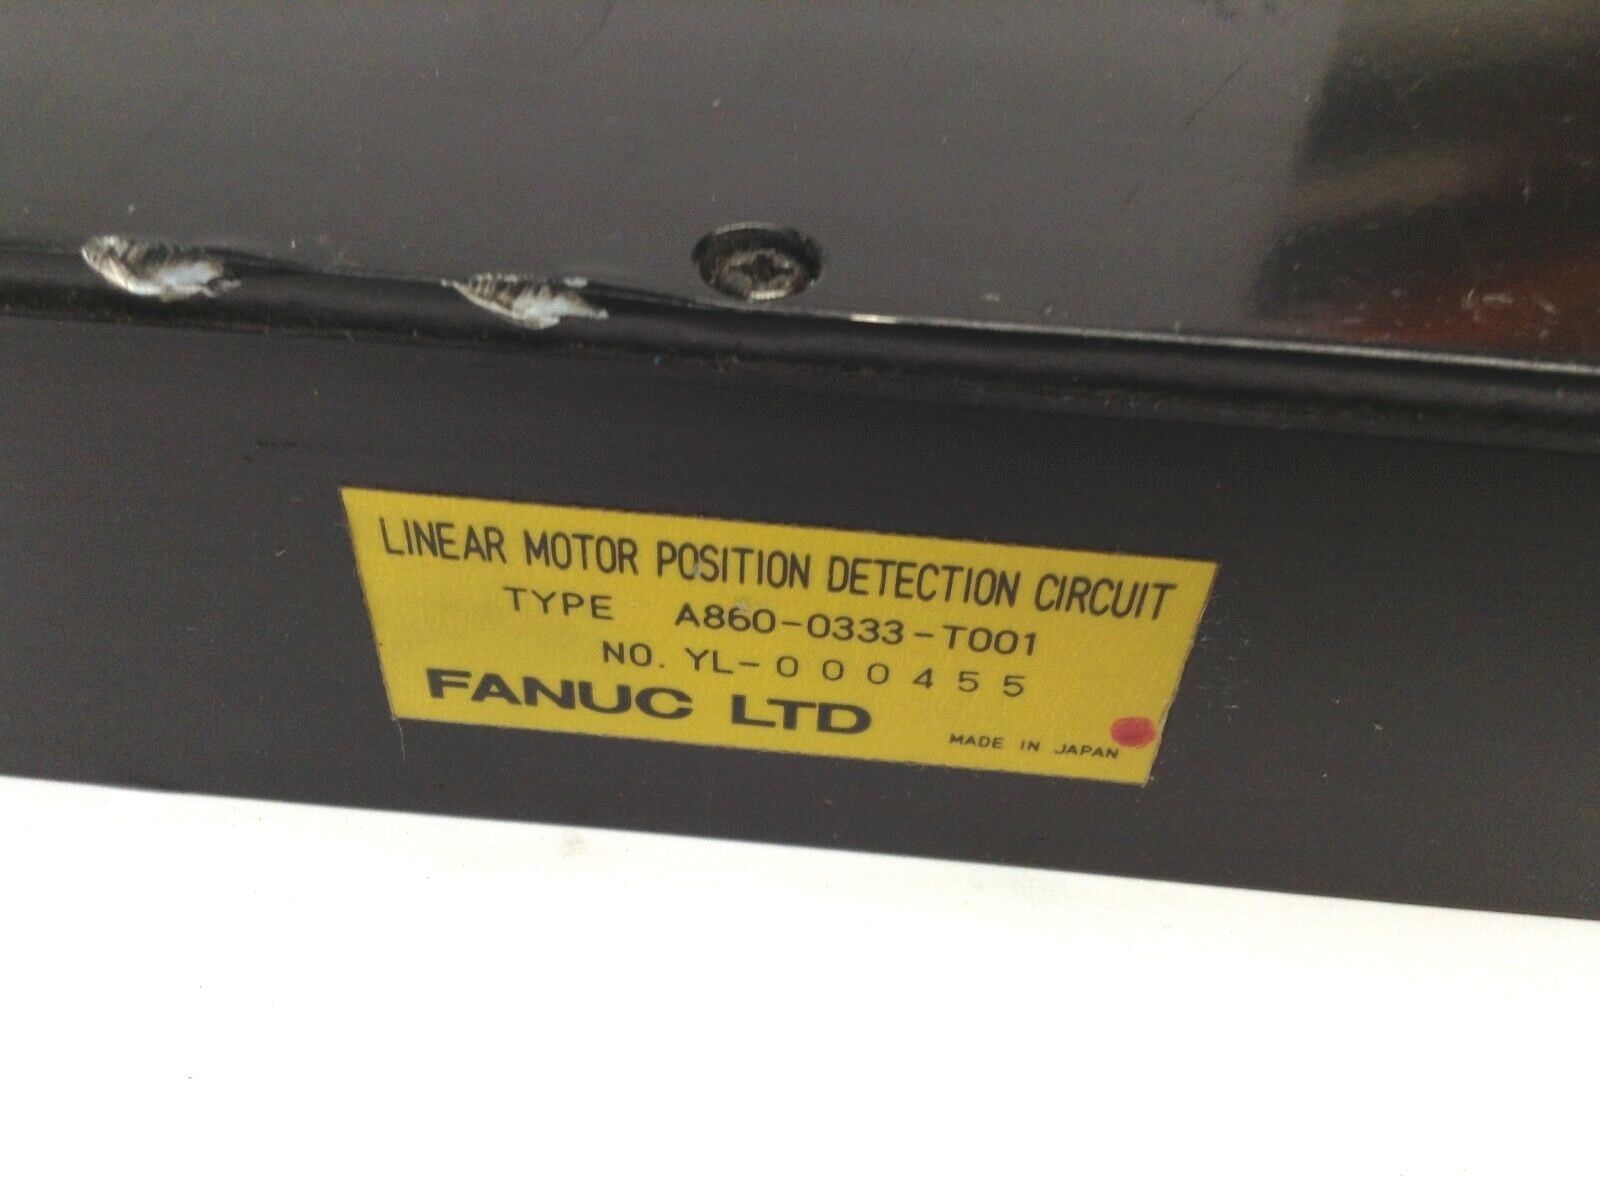 LINEAR MOTOR POSITION DETECTION CIRCUIT
TYPE A860-0333-T001
NO. YL-000455
FANUC LTD
MADE IN JAPAN